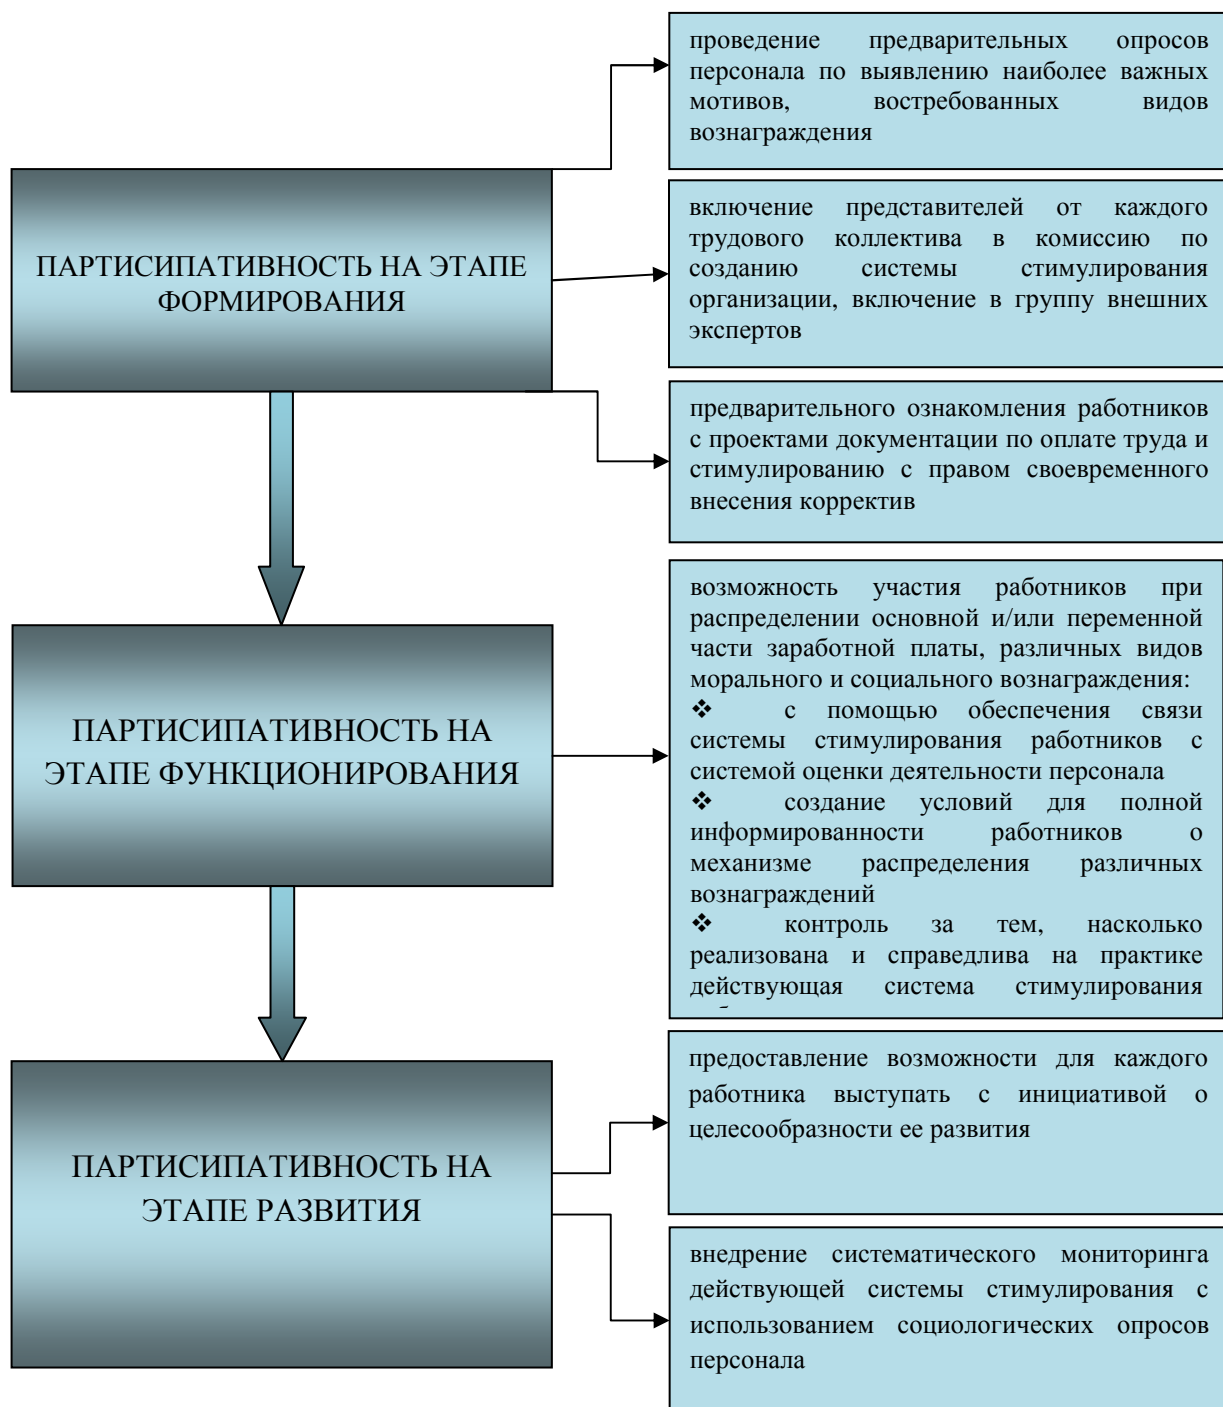 проведение предварительных опросов
персонала по выявлению наиболее важных
мотивов, востребованных видов
вознаграждения
ПАРТИСИПАТИВНОСТЬ НА ЭТАПЕ
ФОРМИРОВАНИЯ
включение представителей от каждого
трудового коллектива в комиссию по
созданию системы стимулирования
организации, включение в группу внешних
экспертов
предварительного ознакомления работников
с проектами документации по оплате труда и
стимулированию с правом своевременного
внесения корректив
ПАРТИСИПАТИВНОСТЬ НА
ЭТАПЕ ФУНКЦИОНИРОВАНИЯ
возможность участия работников при
распределении основной и/или переменной
части заработной платы, различных видов
морального и социального вознаграждения:
❖ с помощью обеспечения связи
системы стимулирования работников с
системой оценки деятельности персонала
❖ создание условий для полной
информированности работников о
механизме распределения различных
вознаграждений
❖ контроль за тем, насколько
реализована и справедлива на практике
действующая система стимулирования
ПАРТИСИПАТИВНОСТЬ НА
ЭТАПЕ РАЗВИТИЯ
предоставление возможности для каждого
работника выступать с инициативой о
целесообразности ее развития
внедрение систематического мониторинга
действующей системы стимулирования с
использованием социологических опросов
персонала